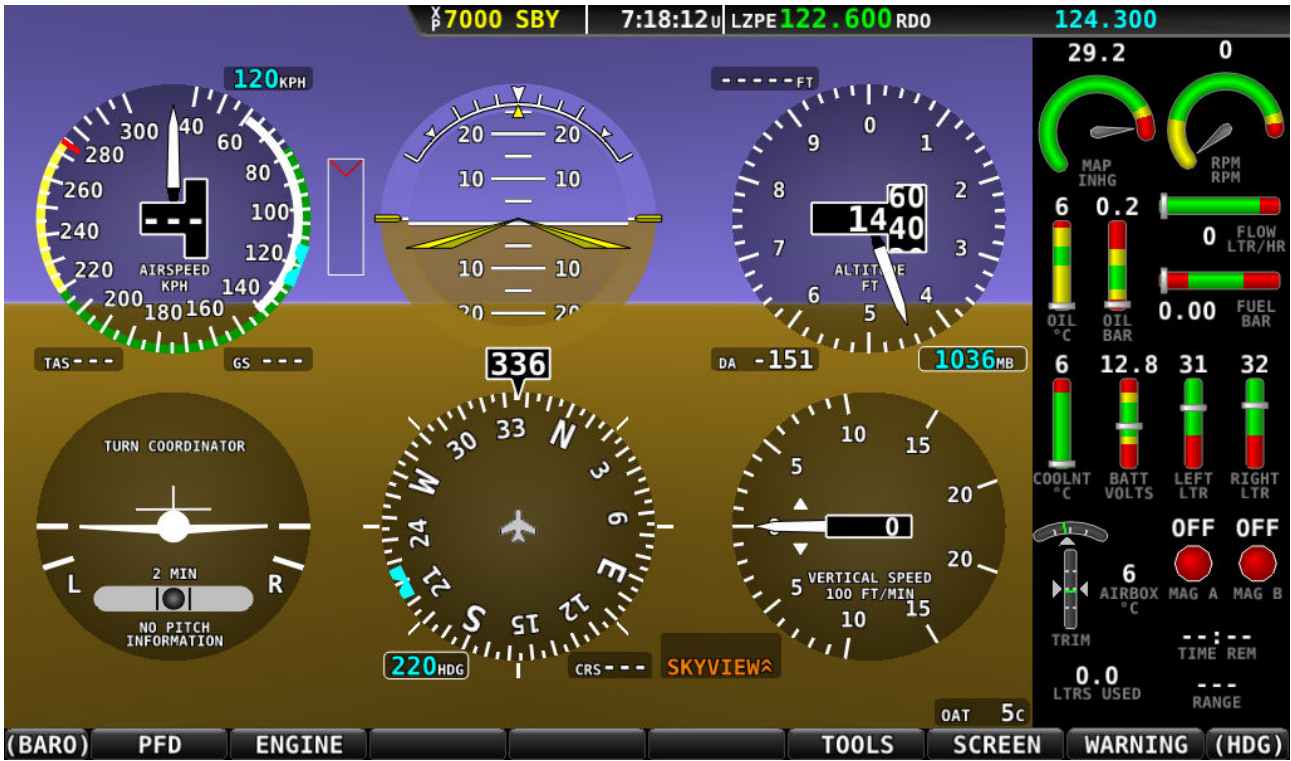 XP 7000 SBY 7:18:12U LZPE 122.600 RDO 124.300
120KPH
-----FT
AIRSPEED
KPH
300 40 60 80 100 120 140 160 180 200 220 240 260 280
TAS---
GS ---
20 20
10 10
10 10
20 20
0 1 2 3 4 5 6 7 8 9
14 60 40
ALTITUDE
FT
DA -151
1036MB
TURN COORDINATOR
L R
2 MIN
NO PITCH
INFORMATION
336
33 N 3 6 E 12 15 S 21 24 W 30
220HDG
CRS---
SKYVIEW
5 10 15 20
0
VERTICAL SPEED
100 FT/MIN
5 10 15 20
OAT 5C
29.2 0
MAP
INHG
RPM
RPM
6 0.2
0 FLOW
LTR/HR
0.00 FUEL
BAR
OIL
°C
OIL
BAR
6 12.8 31 32
COOLNT
°C
BATT
VOLTS
LEFT
LTR
RIGHT
LTR
OFF OFF
6
AIRBOX
°C
MAG A MAG B
TRIM
--:--
TIME REM
0.0
LTRS USED
---
RANGE
(BARO) PFD ENGINE TOOLS SCREEN WARNING (HDG)